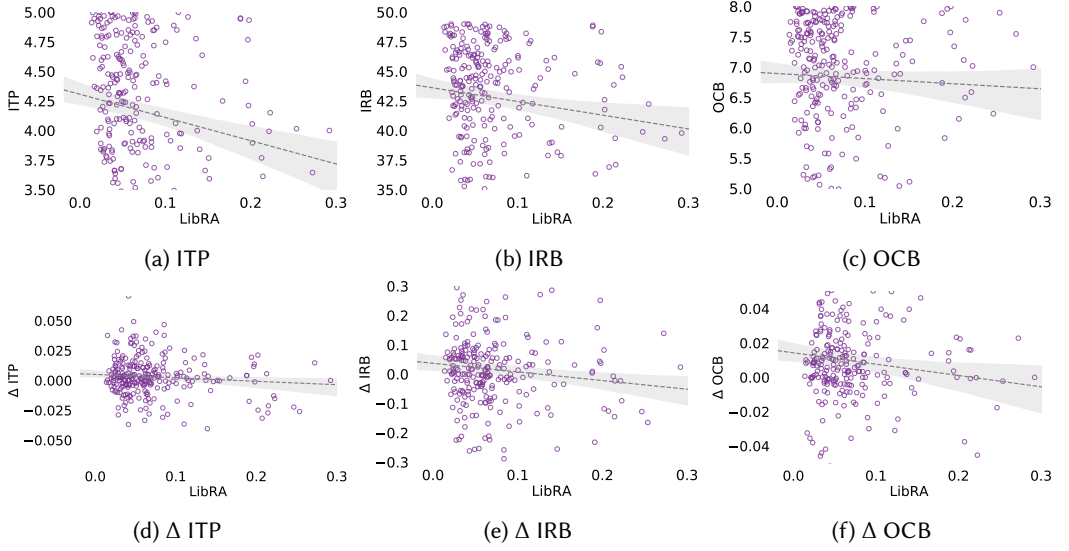 5.00
4.75
4.50
4.25
4.00
3.75
3.50
ITP
0.0 0.1 0.2 0.3
LibRA
(a) ITP
50.0
47.5
45.0
42.5
40.0
37.5
35.0
IRB
0.0 0.1 0.2 0.3
LibRA
(b) IRB
8.0
7.5
7.0
6.5
6.0
5.5
5.0
OCB
0.0 0.1 0.2 0.3
LibRA
(c) OCB
0.050
0.025
0.000
−0.025
−0.050
Δ ITP
0.0 0.1 0.2 0.3
LibRA
(d) Δ ITP
0.3
0.2
0.1
0.0
−0.1
−0.2
−0.3
Δ IRB
0.0 0.1 0.2 0.3
LibRA
(e) Δ IRB
0.04
0.02
0.00
−0.02
−0.04
Δ OCB
0.0 0.1 0.2 0.3
LibRA
(f) Δ OCB